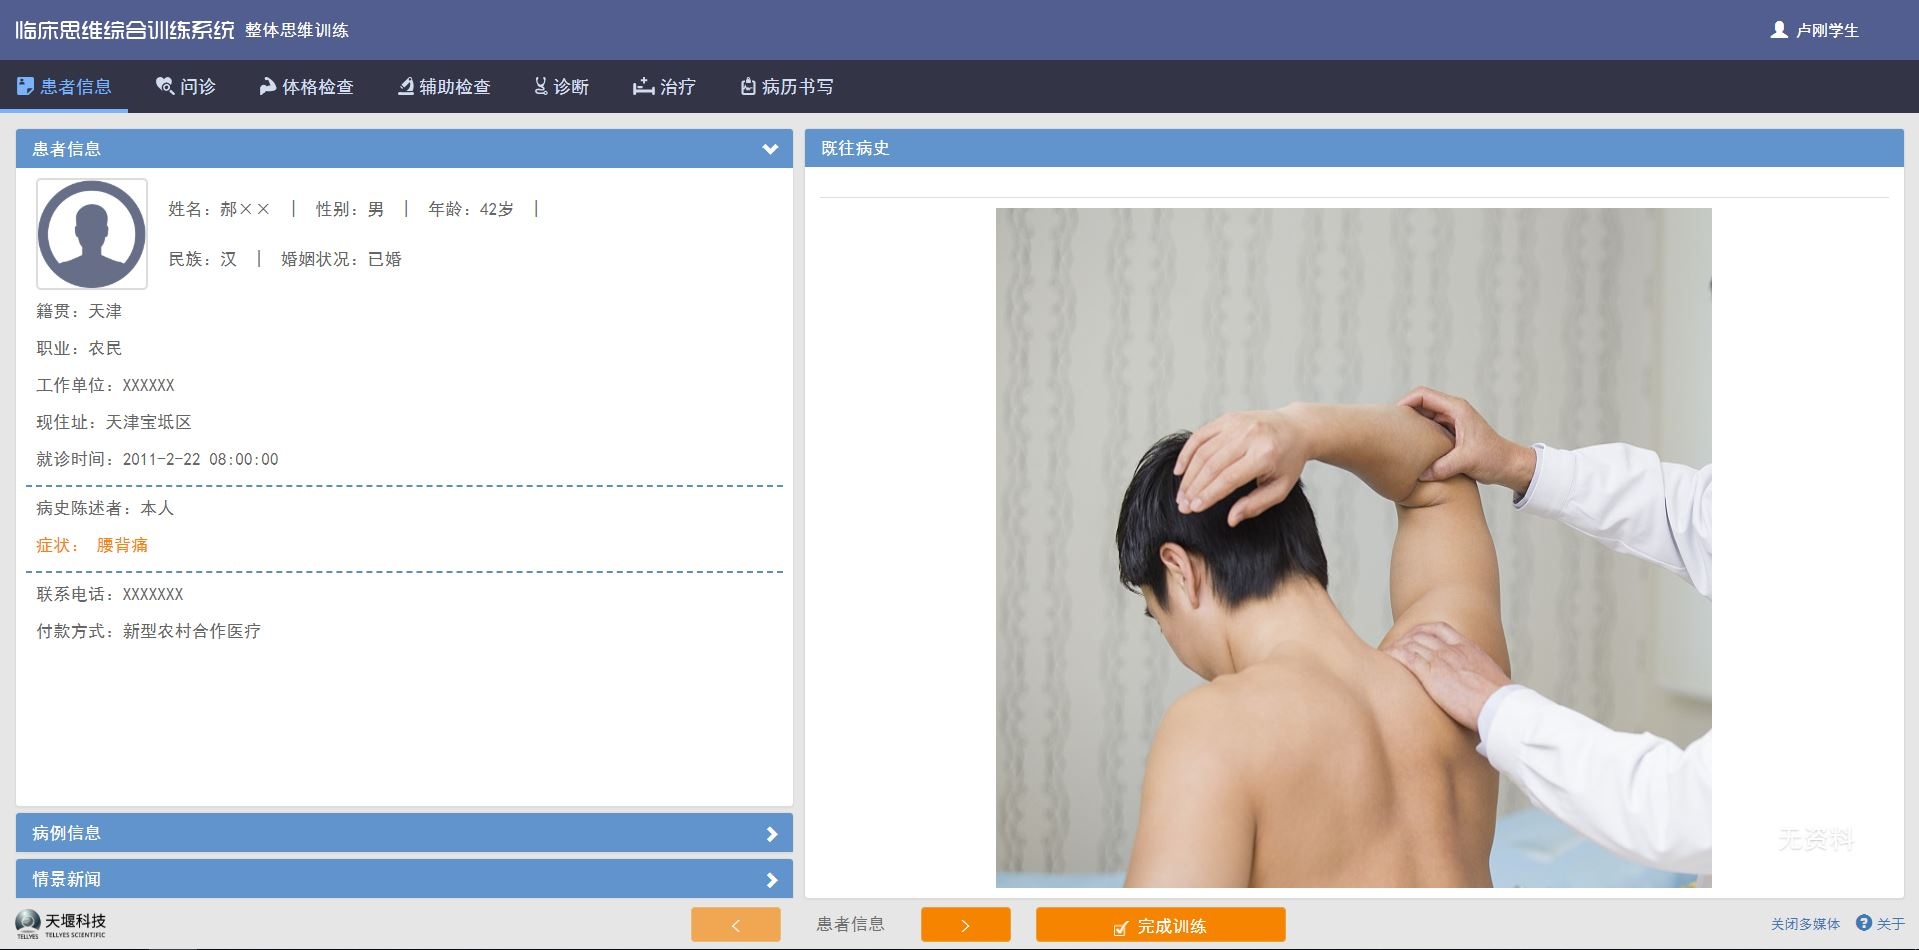 临床思维综合训练系统 整体思维训练
卢刚学生
患者信息 问诊 体格检查 辅助检查 诊断 治疗 病历书写
患者信息
姓名：郝×× | 性别：男 | 年龄：42岁 |
民族：汉 | 婚姻状况：已婚
籍贯：天津
职业：农民
工作单位：XXXXXX
现住址：天津宝坻区
就诊时间：2011-2-22 08:00:00
病史陈述者：本人
症状： 腰背痛
联系电话：XXXXXXX
付款方式：新型农村合作医疗
病例信息
情景新闻
既往病史
无资料
天堰科技
TELLYES TELLYES SCIENTIFIC
< 患者信息 > 完成训练
关闭多媒体 ? 关于